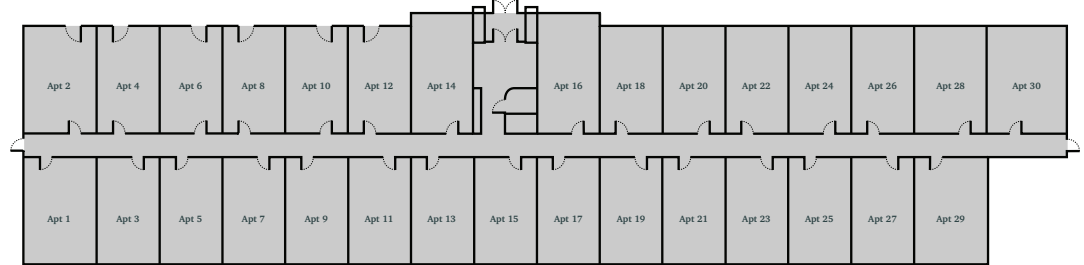 Apt 2
Apt 4
Apt 6
Apt 8
Apt 10
Apt 12
Apt 14
Apt 16
Apt 18
Apt 20
Apt 22
Apt 24
Apt 26
Apt 28
Apt 30
Apt 1
Apt 3
Apt 5
Apt 7
Apt 9
Apt 11
Apt 13
Apt 15
Apt 17
Apt 19
Apt 21
Apt 23
Apt 25
Apt 27
Apt 29